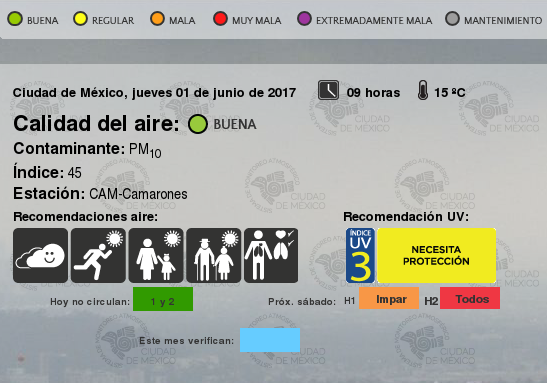 BUENA REGULAR MALA MUY MALA EXTREMADAMENTE MALA MANTENIMIENTO
Ciudad de México, jueves 01 de junio de 2017 09 horas 15 ºC
Calidad del aire: BUENA
Contaminante: PM10
Índice: 45
Estación: CAM-Camarones
Recomendaciones aire: Recomendación UV:
ÍNDICE
UV
3
NECESITA
PROTECCIÓN
Hoy no circulan: 1 y 2 Próx. sábado: H1 Impar H2 Todos
Este mes verifican:
MONITOREO ATMOSFÉRICO
CIUDAD
DE MÉXICO